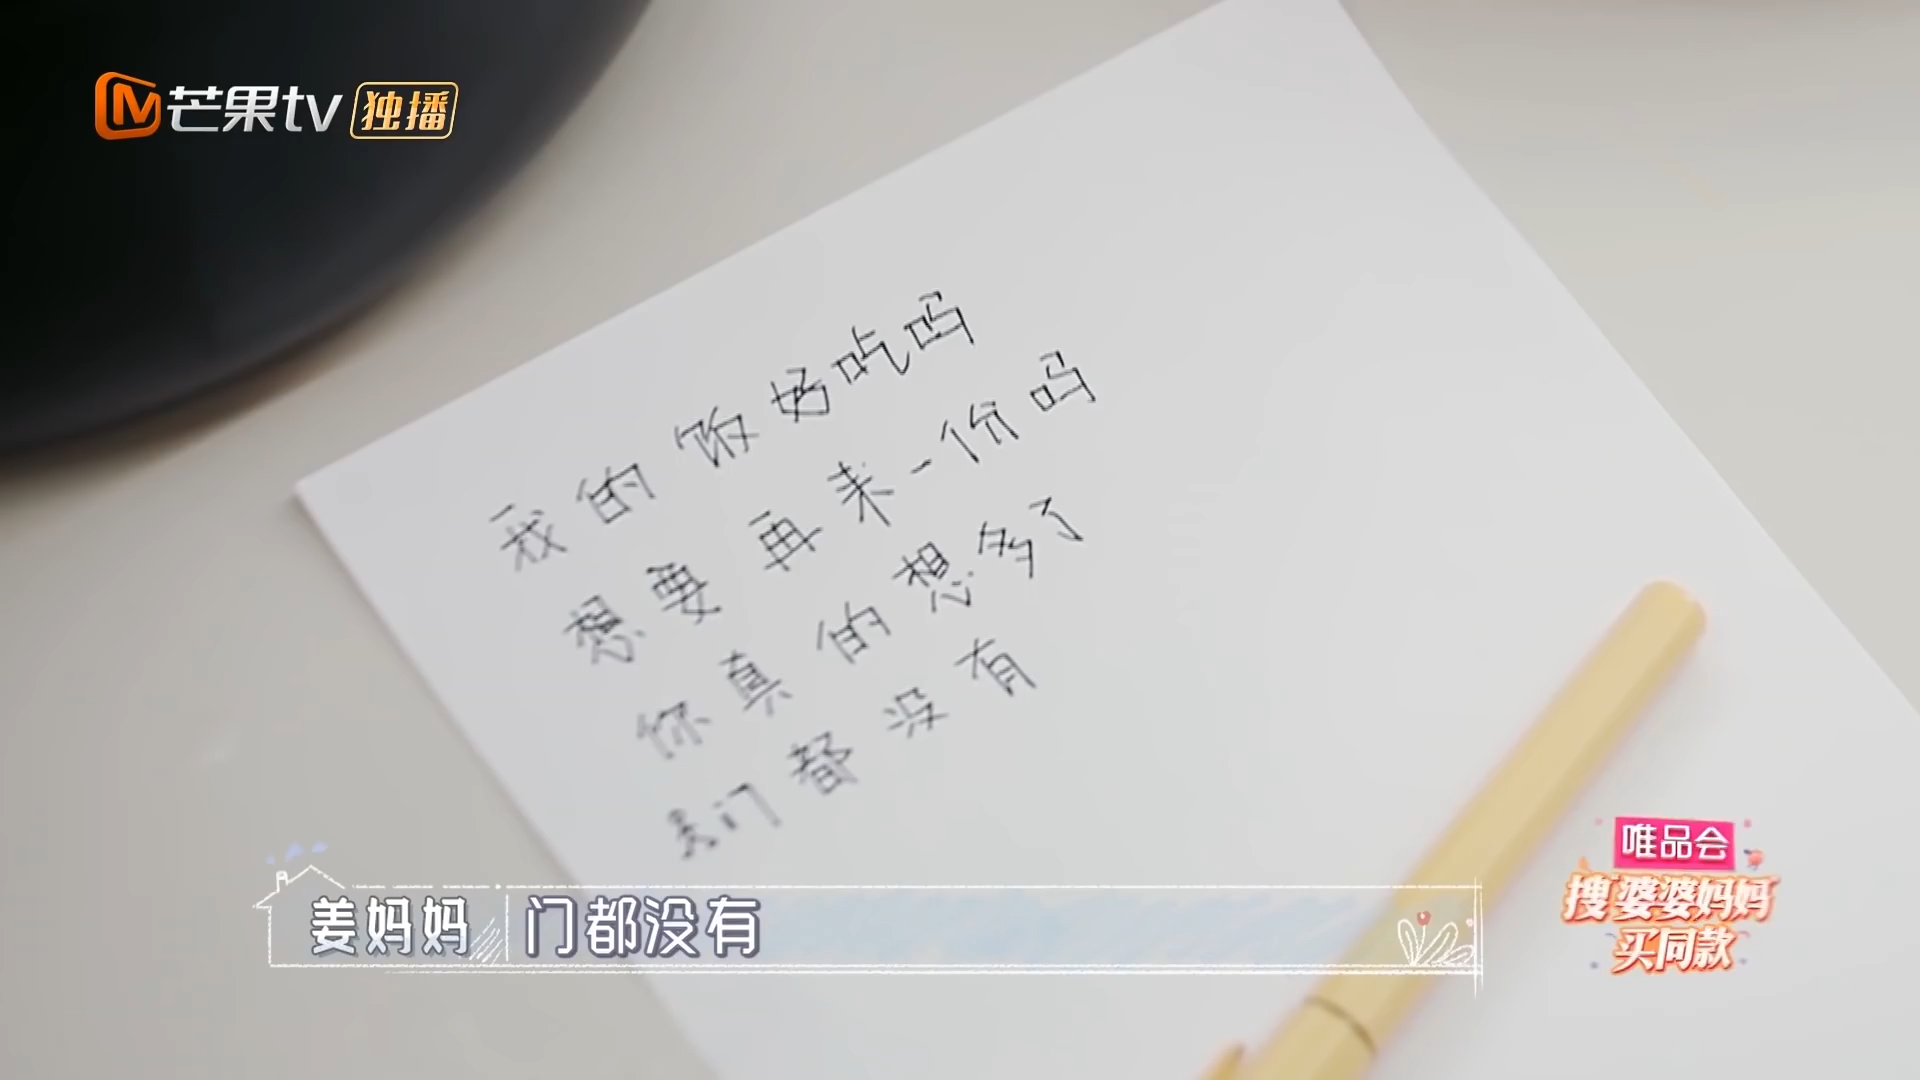 芒果tv 独播
我的饭好吃吗
想要再来一份吗
你真的想多了
门都没有
姜妈妈 门都没有
唯品会
搜婆婆妈妈
买同款